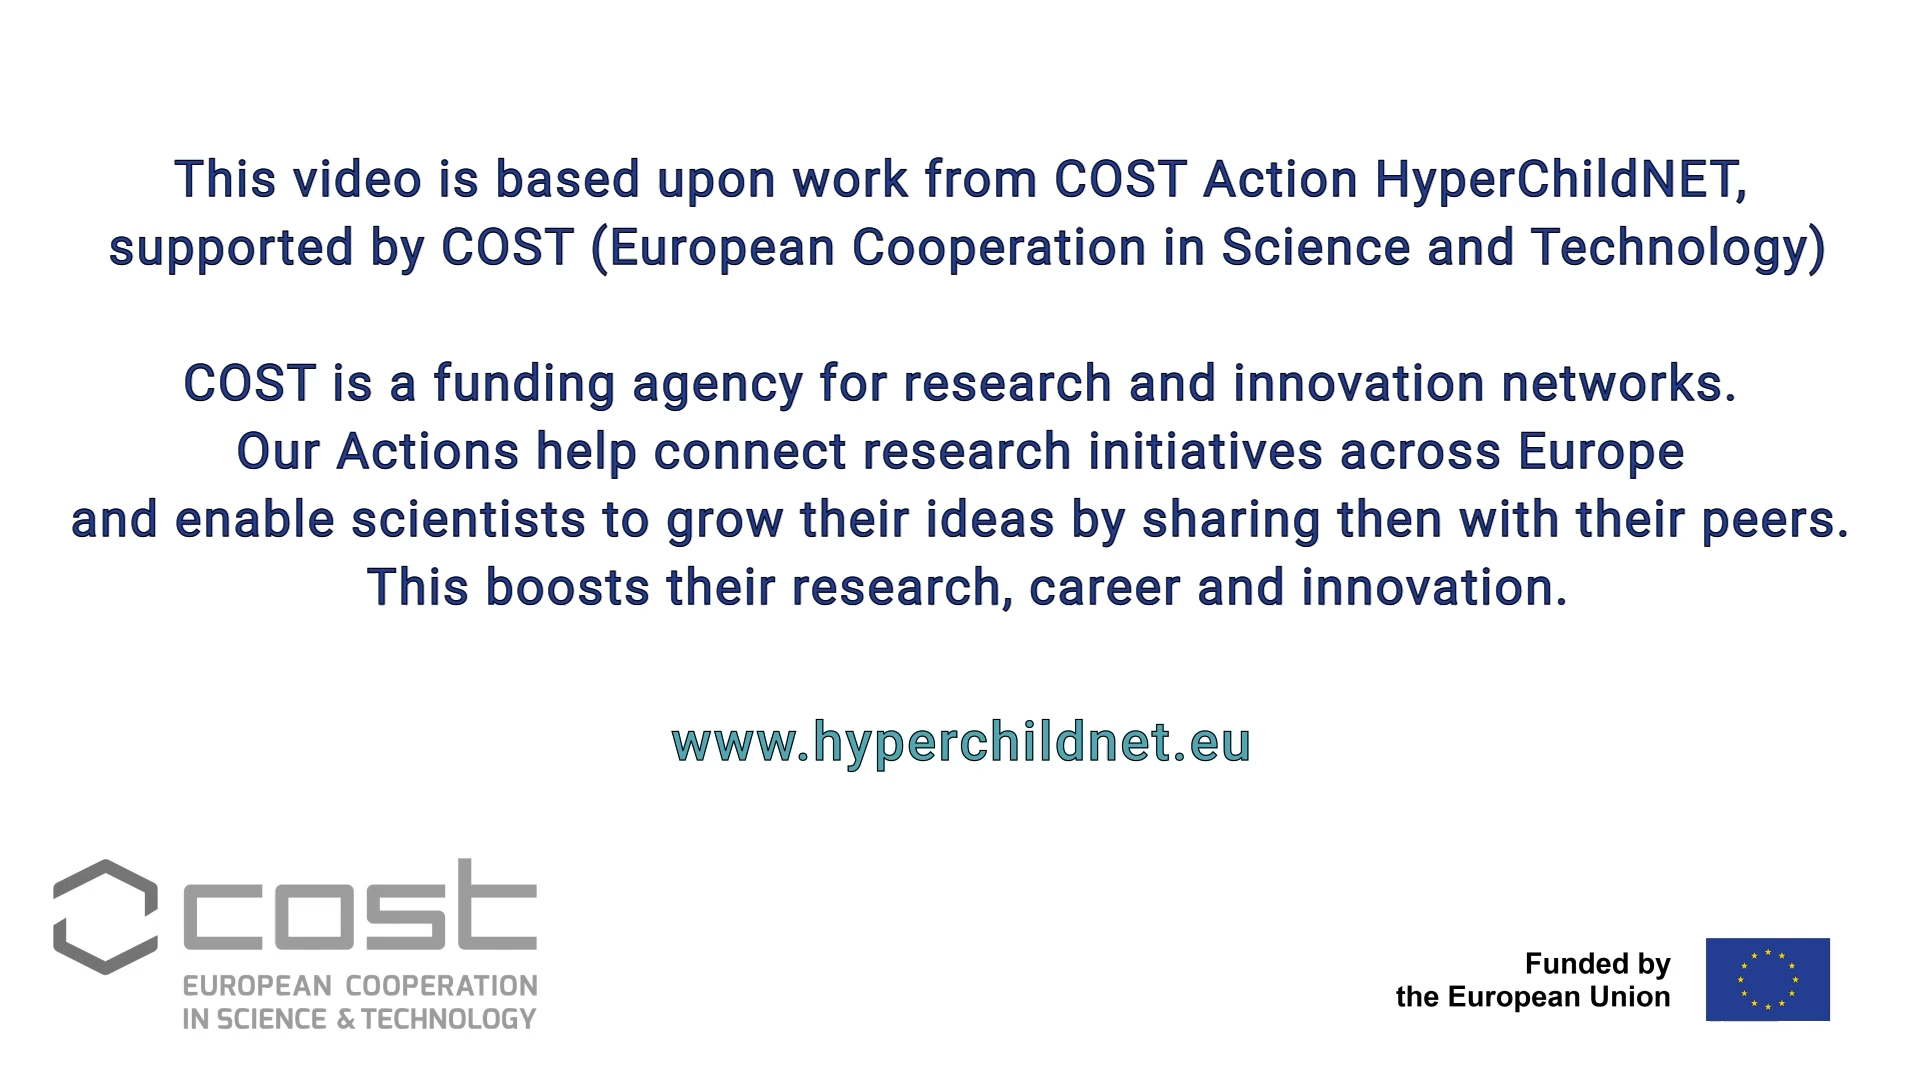 This video is based upon work from COST Action HyperChildNET,
supported by COST (European Cooperation in Science and Technology)
COST is a funding agency for research and innovation networks.
Our Actions help connect research initiatives across Europe
and enable scientists to grow their ideas by sharing then with their peers.
This boosts their research, career and innovation.
www.hyperchildnet.eu
cost
EUROPEAN COOPERATION
IN SCIENCE & TECHNOLOGY
Funded by
the European Union